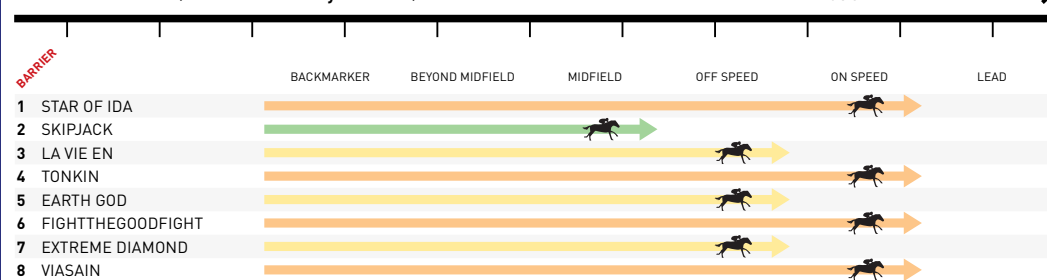 BARRIER
BACKMARKER BEYOND MIDFIELD MIDFIELD OFF SPEED ON SPEED LEAD
1 STAR OF IDA
2 SKIPJACK
3 LA VIE EN
4 TONKIN
5 EARTH GOD
6 FIGHTTHEGOODFIGHT
7 EXTREME DIAMOND
8 VIASAIN